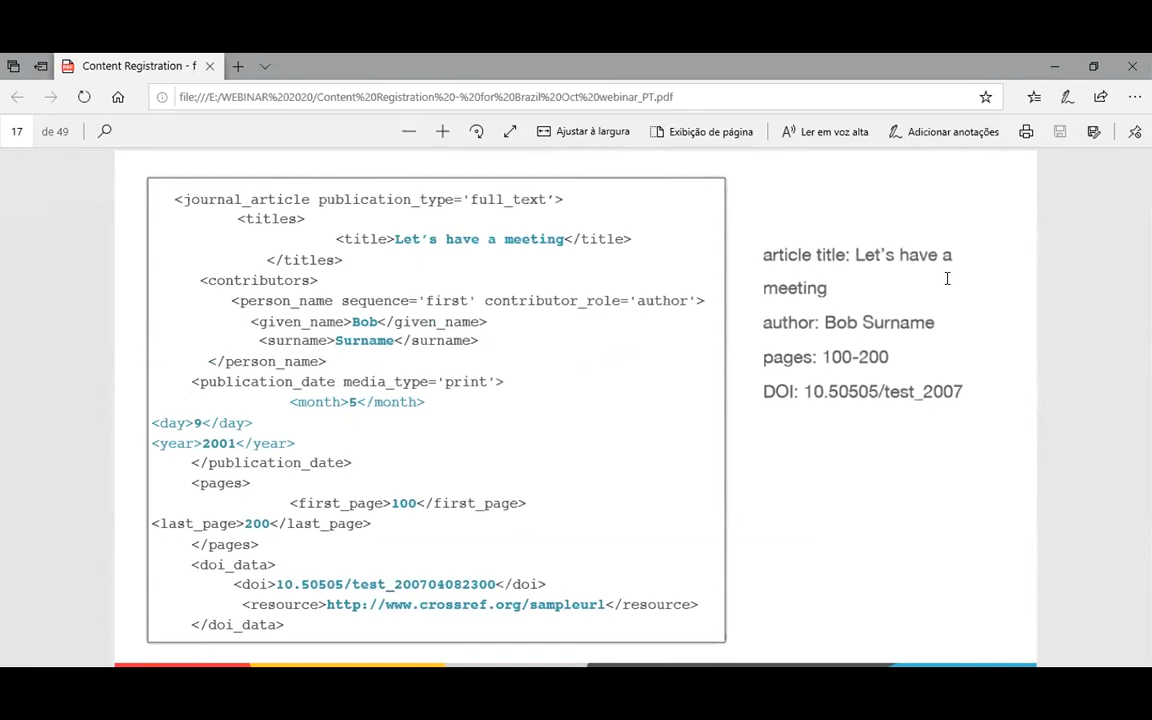 Content Registration - f
file:///E:/WEBINAR%202020/Content%20Registration%20-%20for%20Brazil%20Oct%20webinar_PT.pdf
17 de 49 Ajustar à largura Exibição de página Ler em voz alta Adicionar anotações
<journal_article publication_type='full_text’>
<titles>
<title>Let’s have a meeting</title>
</titles>
<contributors>
<person_name sequence='first' contributor_role='author'>
<given_name>Bob</given_name>
<surname>Surname</surname>
</person_name>
<publication_date media_type='print'>
<month>5</month>
<day>9</day>
<year>2001</year>
</publication_date>
<pages>
<first_page>100</first_page>
<last_page>200</last_page>
</pages>
<doi_data>
<doi>10.50505/test_200704082300</doi>
<resource>http://www.crossref.org/sampleurl</resource>
</doi_data>
article title: Let’s have a
meeting
author: Bob Surname
pages: 100-200
DOI: 10.50505/test_2007